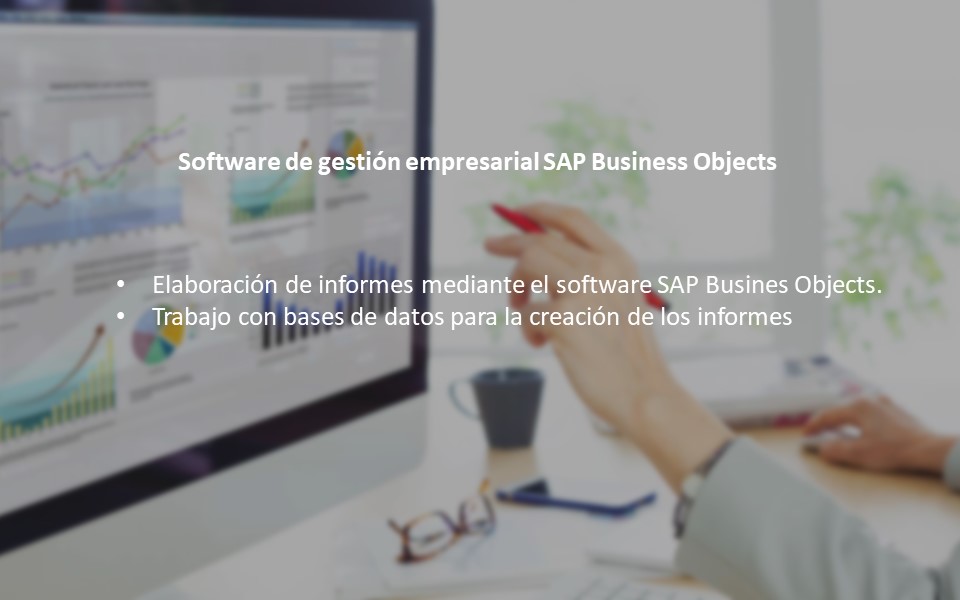 Software de gestión empresarial SAP Business Objects
• Elaboración de informes mediante el software SAP Busines Objects.
• Trabajo con bases de datos para la creación de los informes